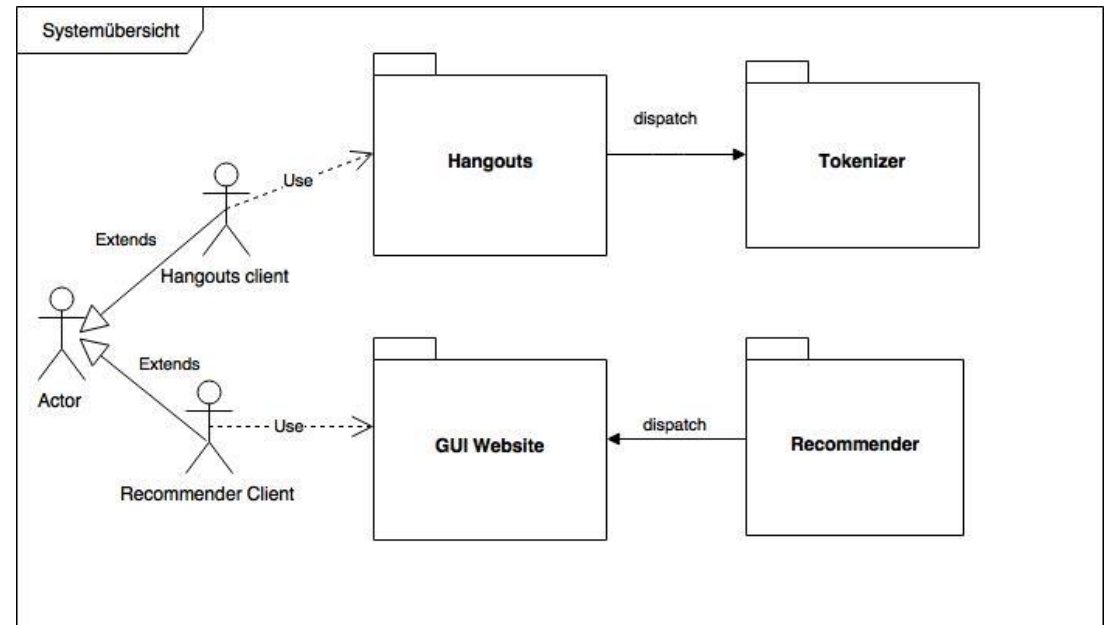 Systemübersicht
dispatch
Hangouts
Tokenizer
Use
Extends
Hangouts client
Extends
Actor
Use
dispatch
GUI Website
Recommender
Recommender Client